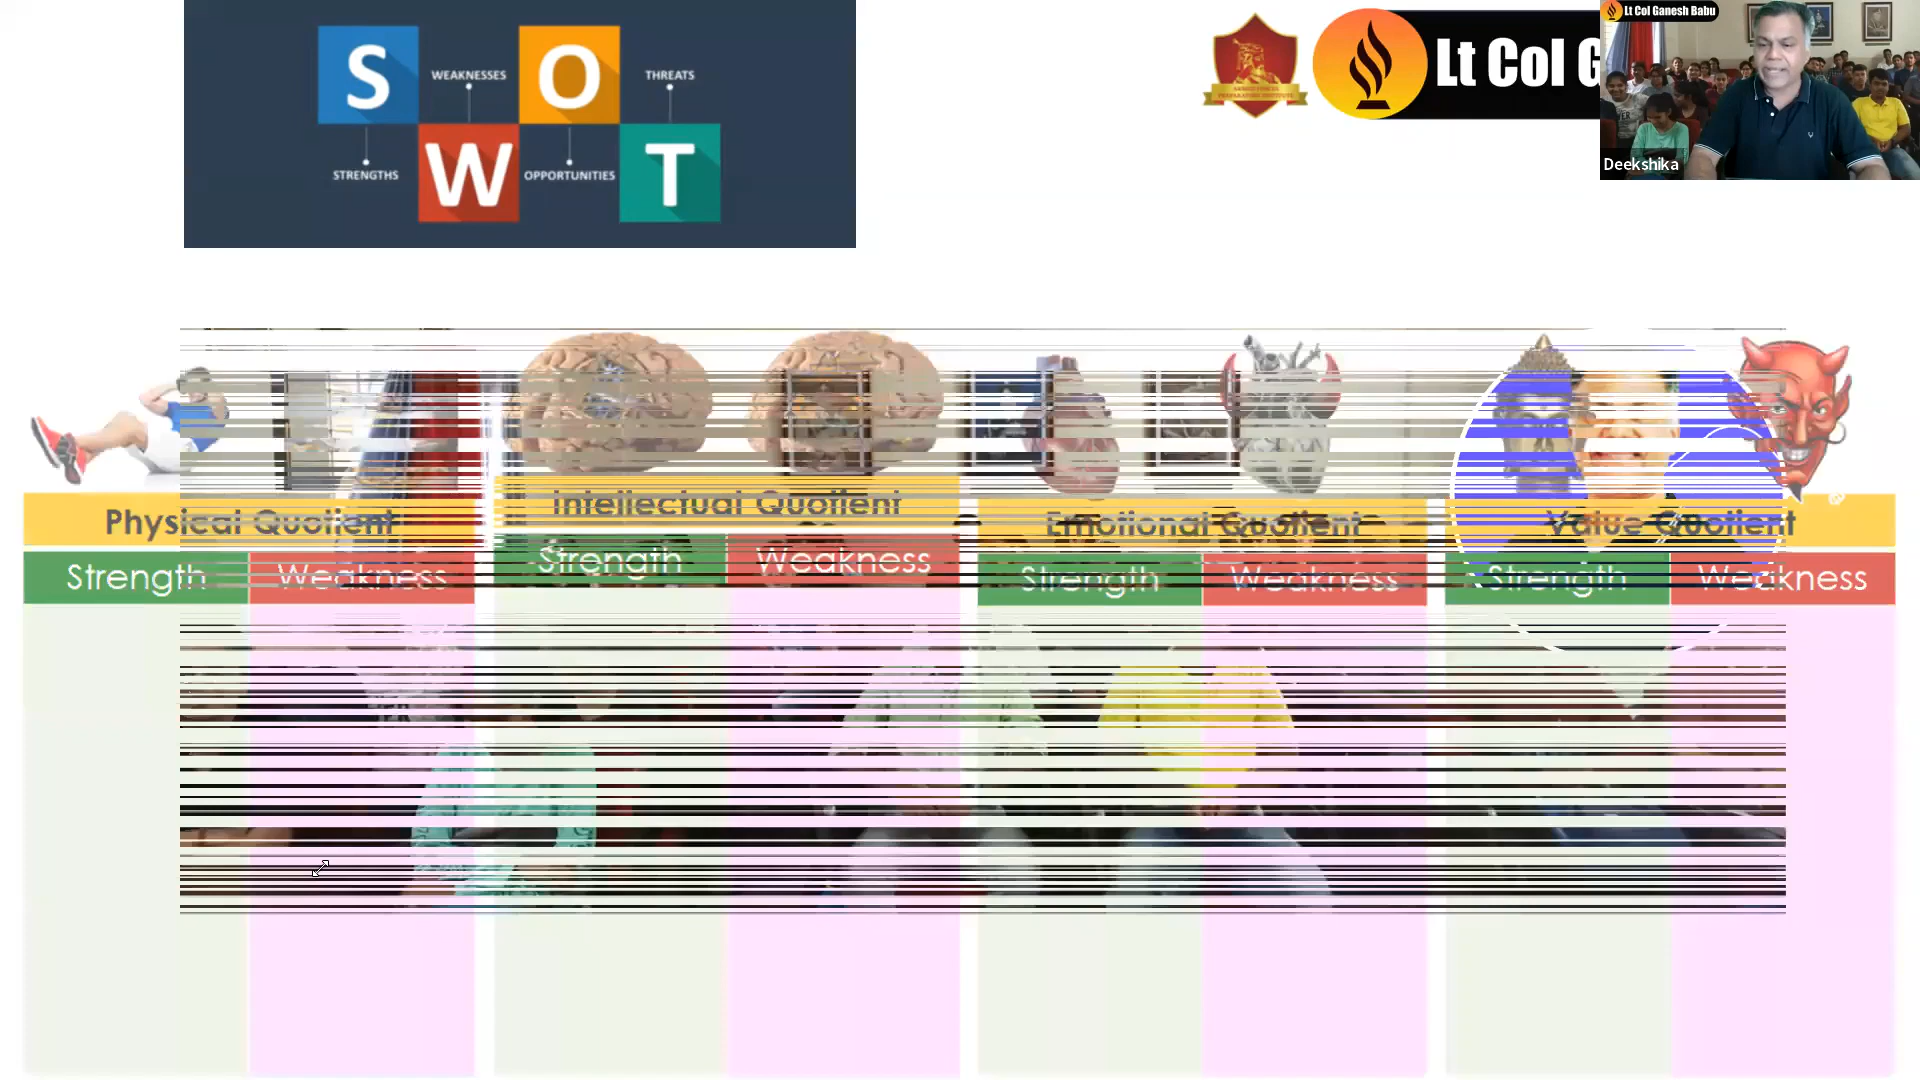 S
WEAKNESSES
O
THREATS
STRENGTHS
W
OPPORTUNITIES
T
Lt Col G
Lt Col Ganesh Babu
Deekshika
Physical Quotient
Intellectual Quotient
Emotional Quotient
Value Quotient
Strength Weakness
Strength Weakness
Strength Weakness
Strength Weakness